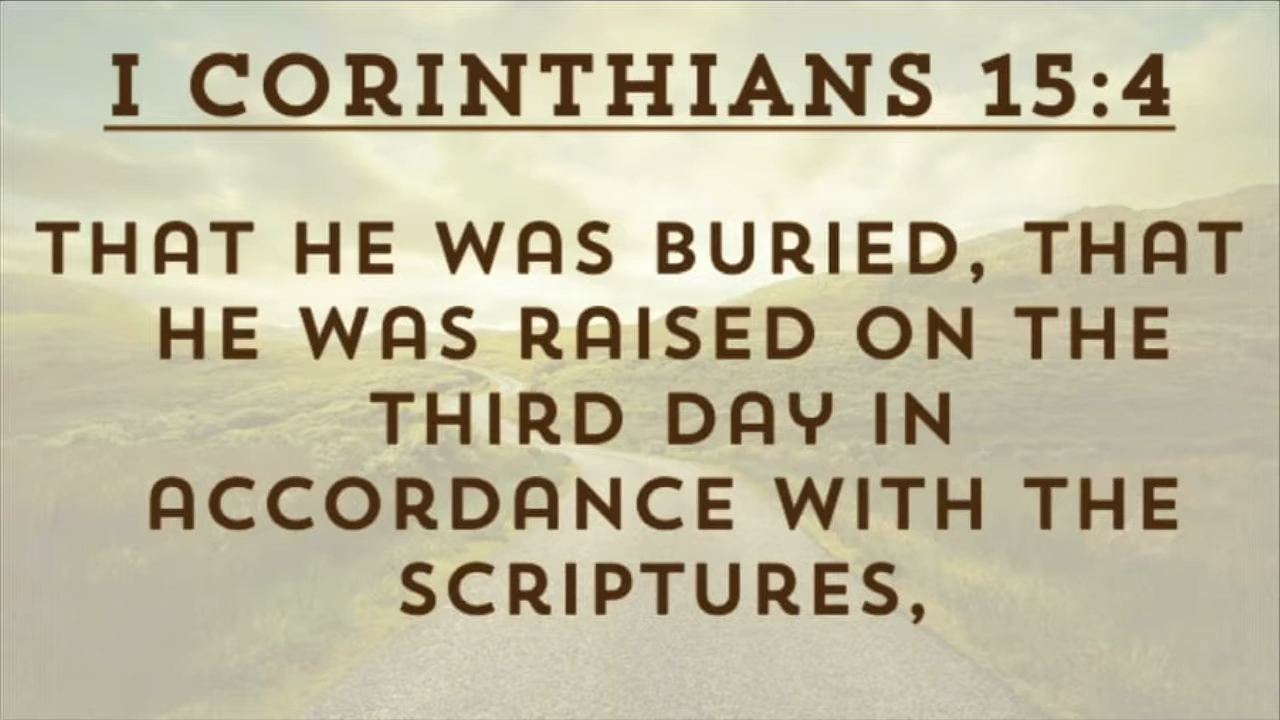 I CORINTHIANS 15:4
THAT HE WAS BURIED, THAT
HE WAS RAISED ON THE
THIRD DAY IN
ACCORDANCE WITH THE
SCRIPTURES,